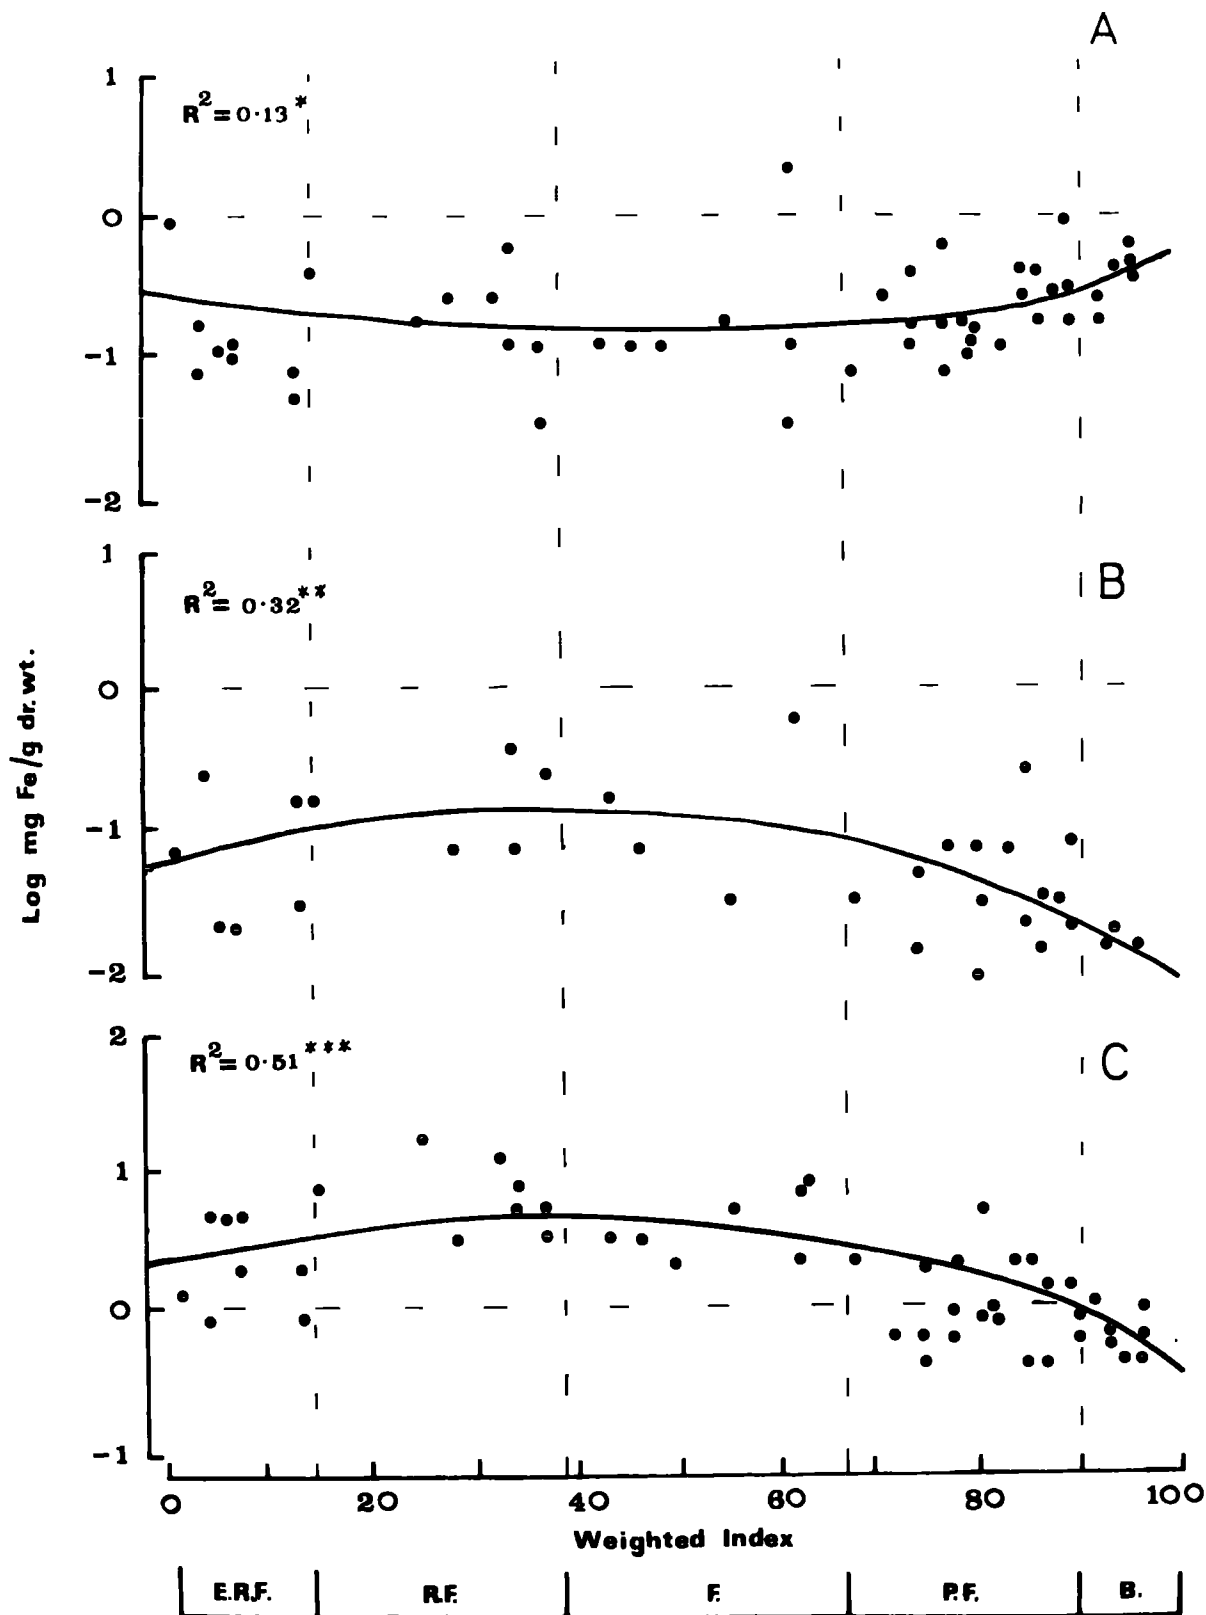 A
1
R²=0·13*
0
-1
-2
1
B
R²= 0·32**
0
-1
-2
Log mg Fe/g dr.wt.
2
R²= 0·51***
C
1
0
-1
0 20 40 60 80 100
Weighted Index
E.R.F. R.F. F. P.F. B.